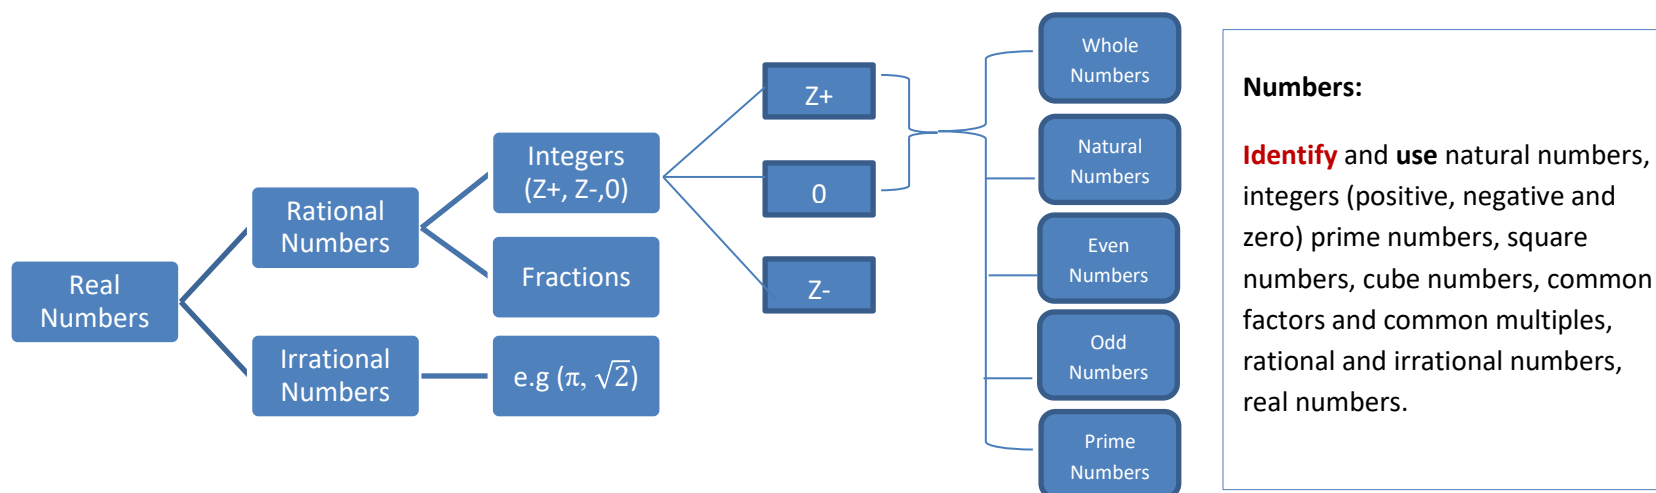 Real
Numbers
Rational
Numbers
Irrational
Numbers
Integers
(Z+, Z-,0)
Fractions
e.g (π, √2)
Z+
0
Z-
Whole
Numbers
Natural
Numbers
Even
Numbers
Odd
Numbers
Prime
Numbers
Numbers:
Identify and use natural numbers,
integers (positive, negative and
zero) prime numbers, square
numbers, cube numbers, common
factors and common multiples,
rational and irrational numbers,
real numbers.